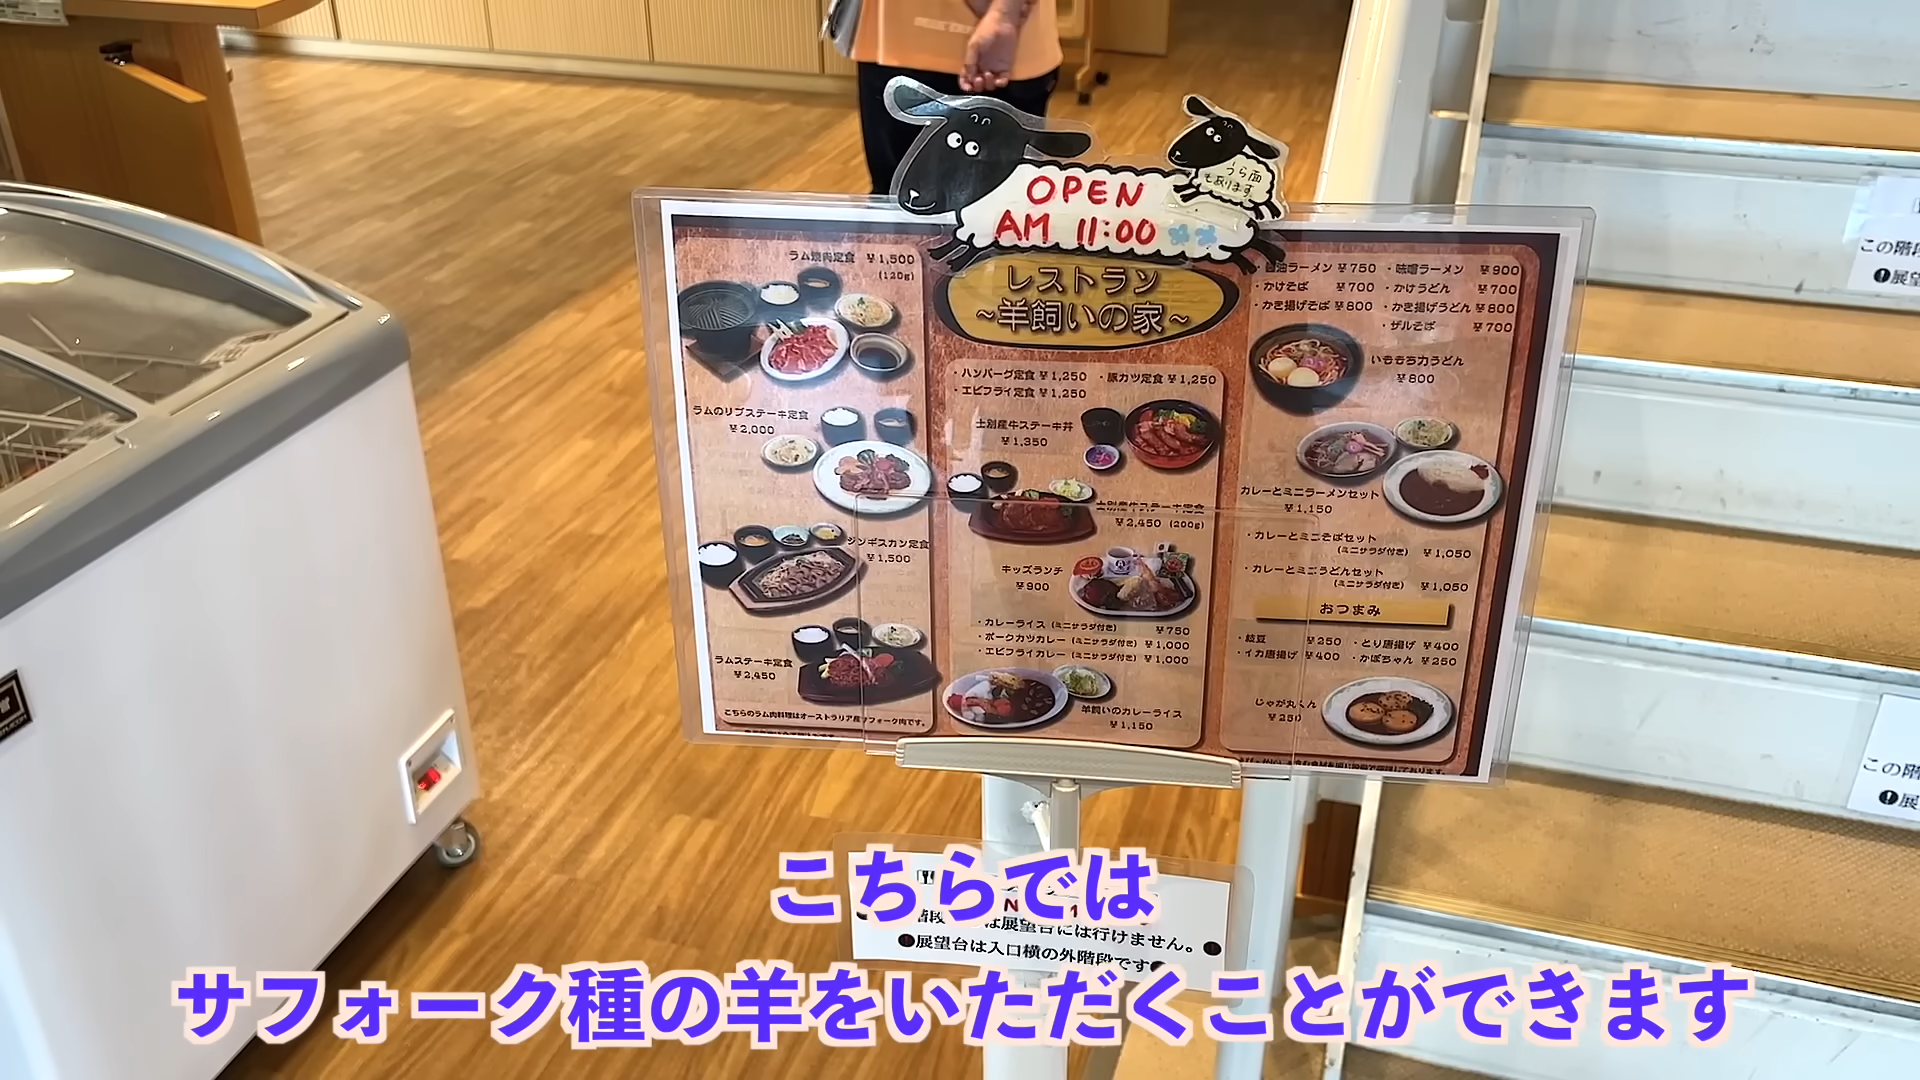 OPEN
AM 11:00
うら面
もあります
レストラン
~羊飼いの家~
ラム焼肉定食 ¥1,500
(120g)
ラムのリブステーキ定食
¥2,000
ジンギスカン定食
¥1,500
ラムステーキ定食
¥2,450
こちらのラム肉料理はオーストラリア産サフォーク肉です。
・ハンバーグ定食 ¥1,250 ・豚カツ定食 ¥1,250
・エビフライ定食 ¥1,250
士別産牛ステーキ丼
¥1,350
士別産牛ステーキ定食
¥2,450 (200g)
キッズランチ
¥900
・カレーライス (ミニサラダ付き) ¥750
・ポークカツカレー (ミニサラダ付き) ¥1,000
・エビフライカレー (ミニサラダ付き) ¥1,000
羊飼いのカレーライス
¥1,150
醤油ラーメン ¥750 ・味噌ラーメン ¥900
・かけそば ¥700 ・かけうどん ¥700
・かき揚げそば ¥800 ・かき揚げうどん ¥800
・ザルそば ¥700
いももち力うどん
¥800
カレーとミニラーメンセット
¥1,150
・カレーとミニそばセット
(ミニサラダ付き) ¥1,050
・カレーとミニうどんセット
(ミニサラダ付き) ¥1,050
おつまみ
・枝豆 ¥250 ・とり唐揚げ ¥400
・イカ唐揚げ ¥400 ・かぼちゃん ¥250
じゃが丸くん
¥250
この階段
❶展望
この階
❶展
は展望台には行けません。
展望台は入口横の外階段です
こちらでは
サフォーク種の羊をいただくことができます